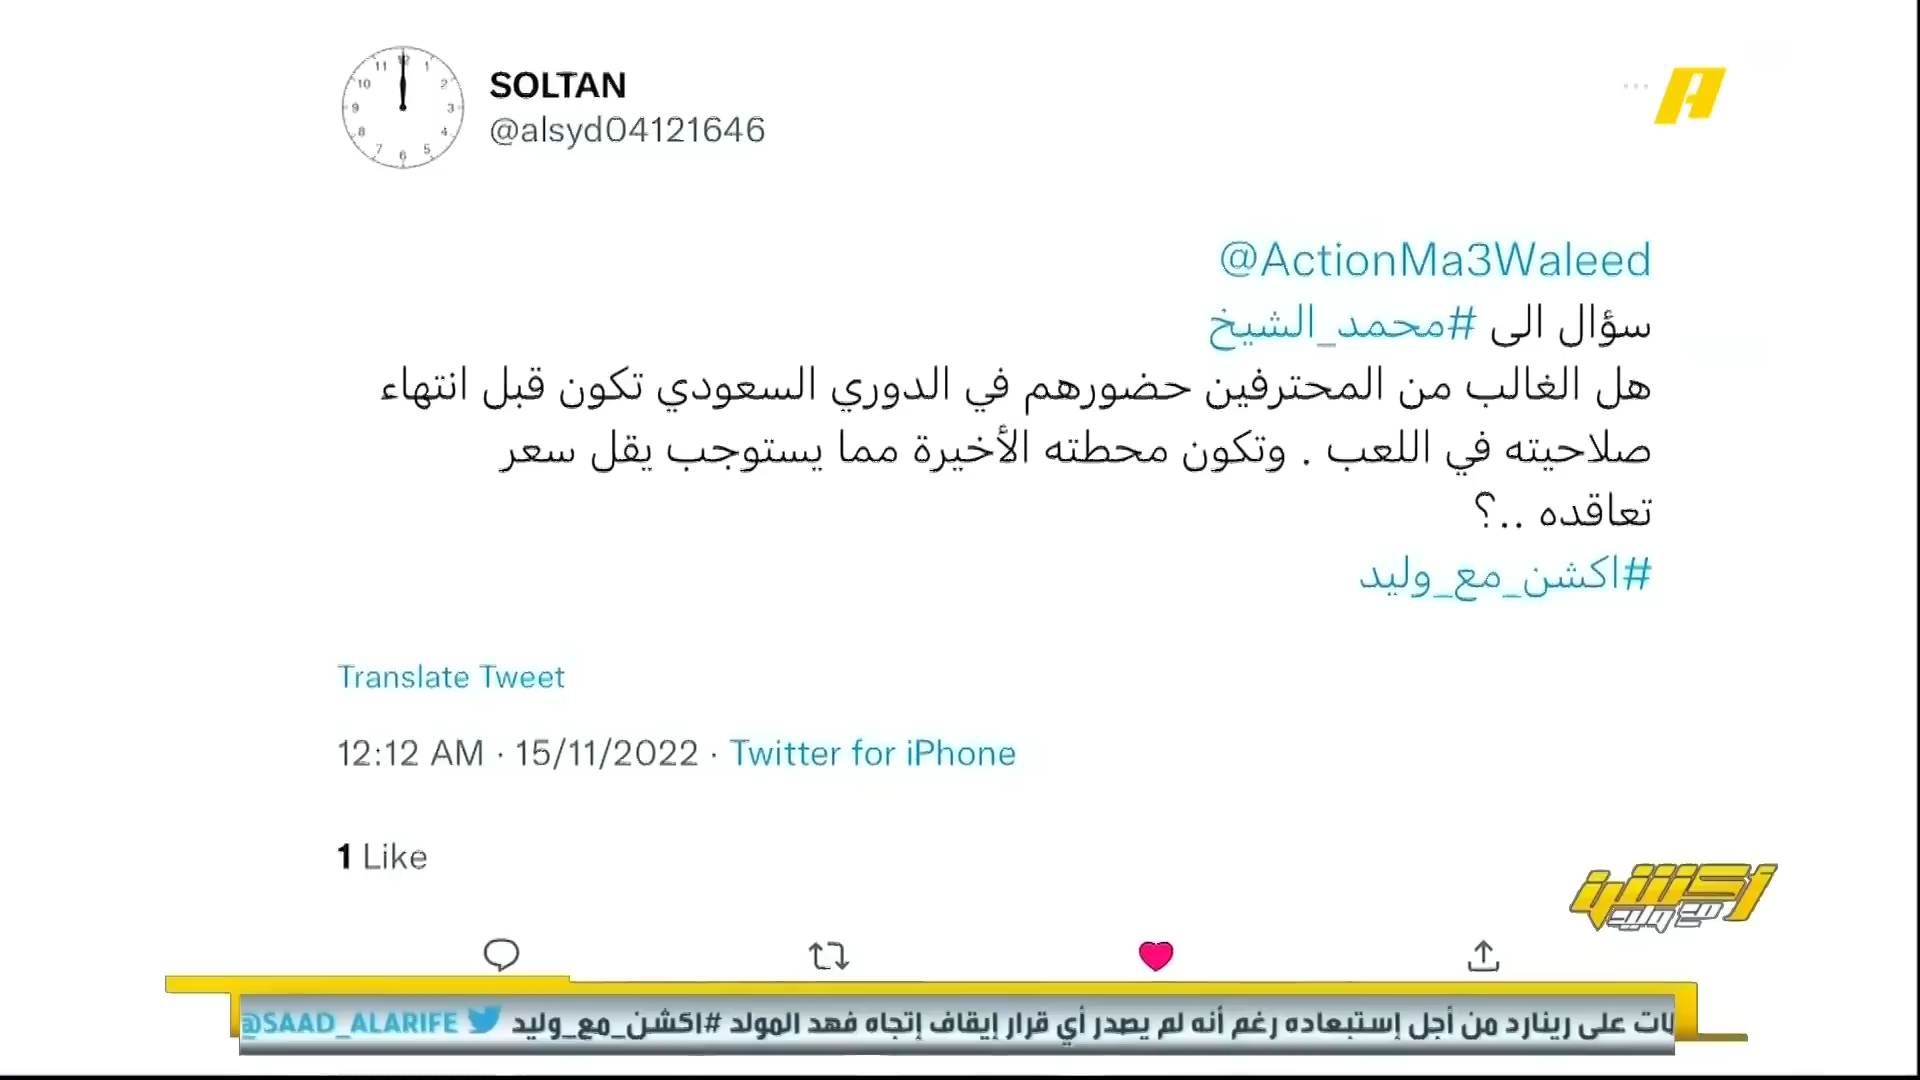 SOLTAN
@alsyd04121646
@ActionMa3Waleed
سؤال الى #محمد_الشيخ
هل الغالب من المحترفين حضورهم في الدوري السعودي تكون قبل انتهاء
صلاحيته في اللعب . وتكون محطته الأخيرة مما يستوجب يقل سعر
تعاقده ..؟
#اكشن_مع_وليد
Translate Tweet
12:12 AM · 15/11/2022 · Twitter for iPhone
1 Like
أكشن
مع وليد
على رينارد من أجل إستبعاده رغم أنه لم يصدر أي قرار إيقاف إتجاه فهد المولد #اكشن_مع_وليد @SAAD_ALARIFE